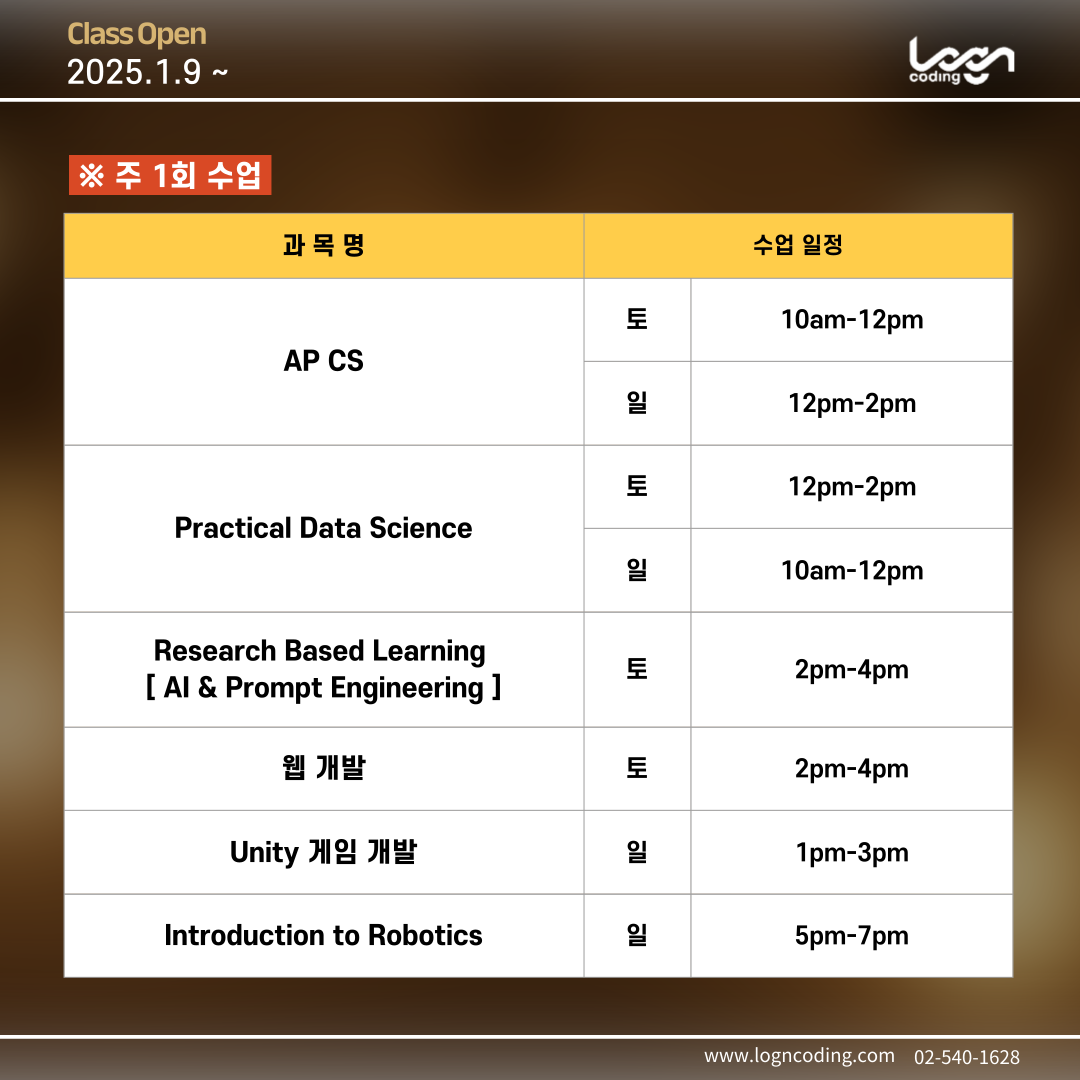 Class Open
2025.1.9 ~
Logn
coding
※ 주 1회 수업
과 목 명
수업 일정
AP CS
토
10am-12pm
일
12pm-2pm
Practical Data Science
토
12pm-2pm
일
10am-12pm
Research Based Learning
[ AI & Prompt Engineering ]
토
2pm-4pm
웹 개발
토
2pm-4pm
Unity 게임 개발
일
1pm-3pm
Introduction to Robotics
일
5pm-7pm
www.logncoding.com
02-540-1628